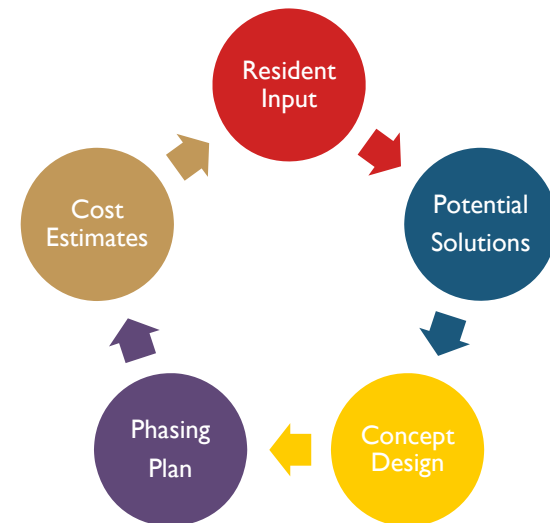 Resident
Input
Potential
Solutions
Concept
Design
Phasing
Plan
Cost
Estimates